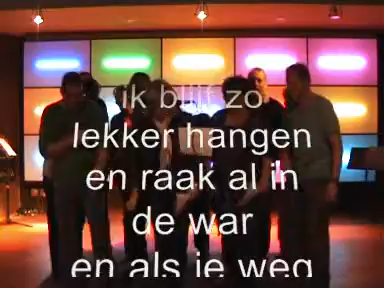 ik blijf zo
lekker hangen
en raak al in
de war
en als je weg